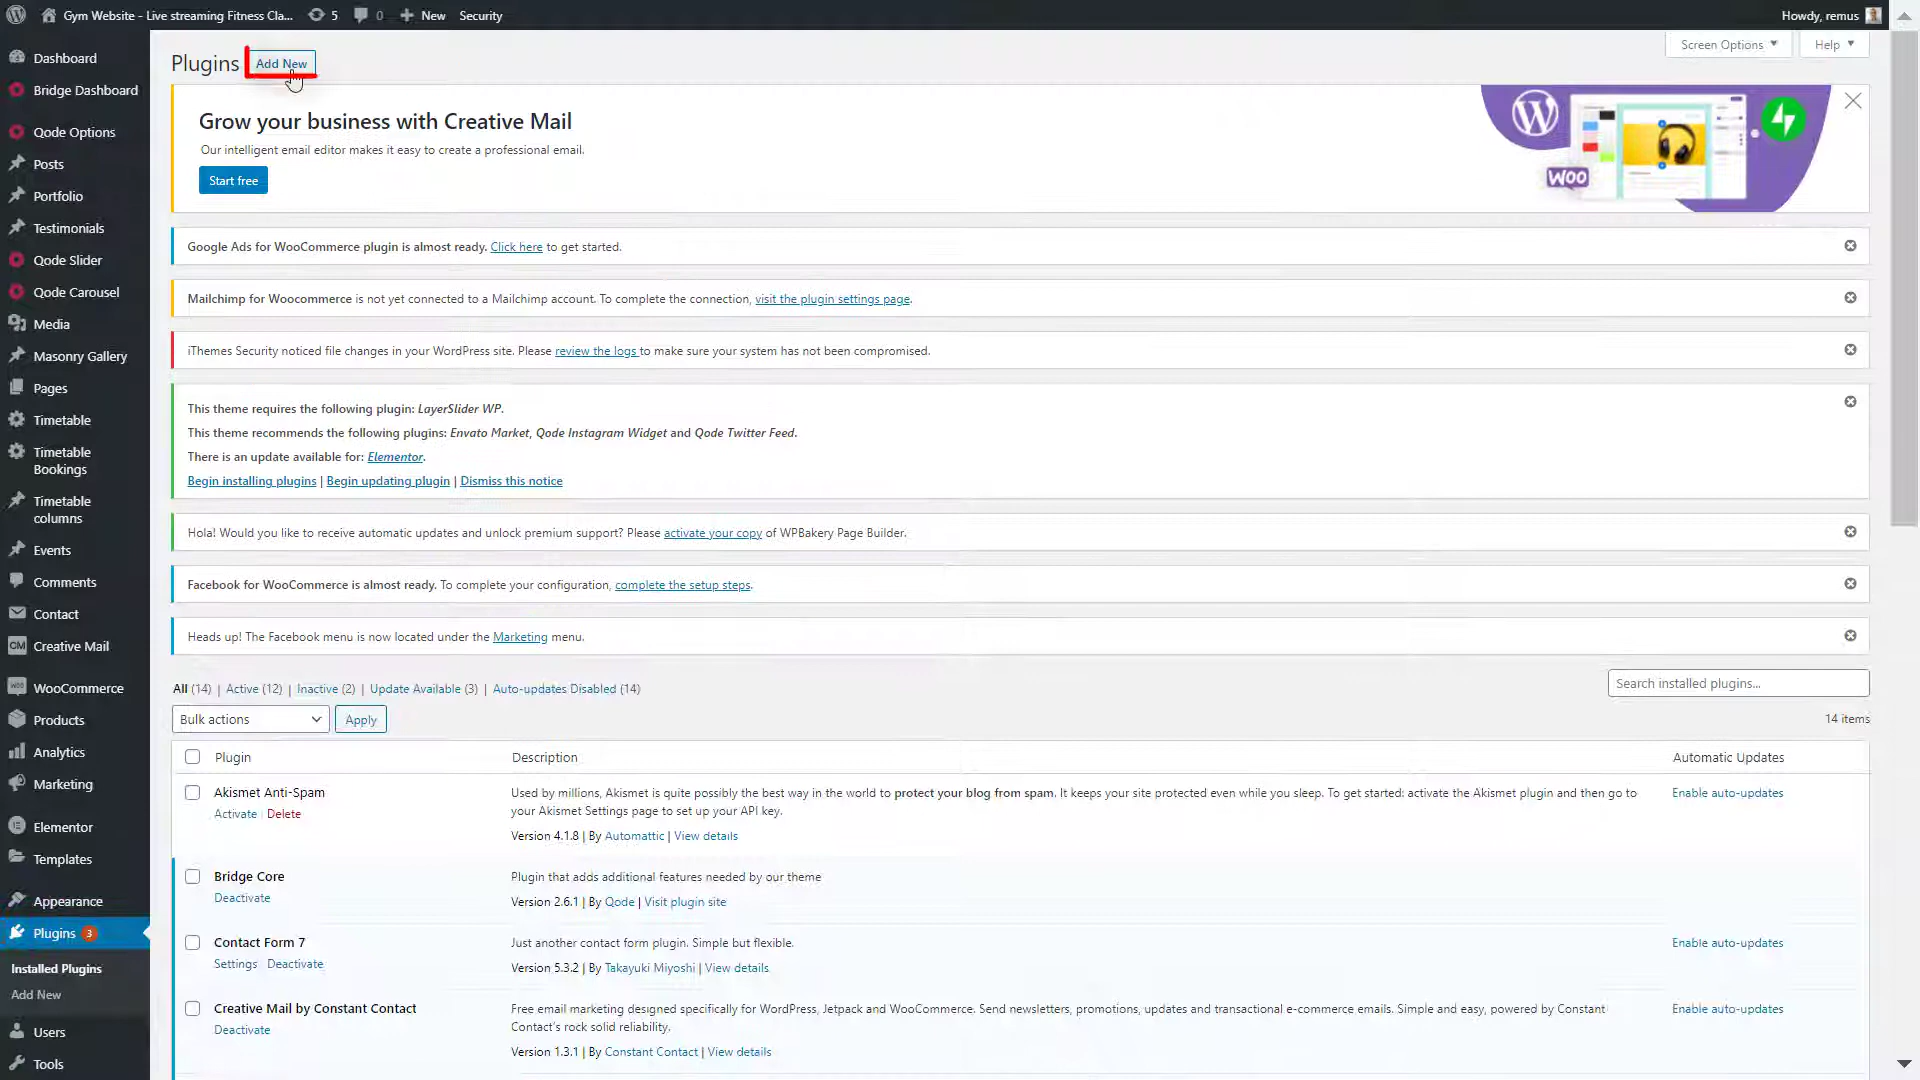 Gym Website - Live streaming Fitness Cla...
5
0
New
Security
Howdy, remus
Dashboard
Bridge Dashboard
Qode Options
Posts
Portfolio
Testimonials
Qode Slider
Qode Carousel
Media
Masonry Gallery
Pages
Timetable
Timetable
Bookings
Timetable
columns
Events
Comments
Contact
Creative Mail
WooCommerce
Products
Analytics
Marketing
Elementor
Templates
Appearance
Plugins 3
Installed Plugins
Add New
Users
Tools
Plugins Add New
Screen Options
Help
Grow your business with Creative Mail
Our intelligent email editor makes it easy to create a professional email.
Start free
WOO
Google Ads for WooCommerce plugin is almost ready. Click here to get started.
Mailchimp for Woocommerce is not yet connected to a Mailchimp account. To complete the connection, visit the plugin settings page.
iThemes Security noticed file changes in your WordPress site. Please review the logs to make sure your system has not been compromised.
This theme requires the following plugin: LayerSlider WP.
This theme recommends the following plugins: Envato Market, Qode Instagram Widget and Qode Twitter Feed.
There is an update available for: Elementor.
Begin installing plugins | Begin updating plugin | Dismiss this notice
Hola! Would you like to receive automatic updates and unlock premium support? Please activate your copy of WPBakery Page Builder.
Facebook for WooCommerce is almost ready. To complete your configuration, complete the setup steps.
Heads up! The Facebook menu is now located under the Marketing menu.
All (14) | Active (12) | Inactive (2) | Update Available (3) | Auto-updates Disabled (14)
Search installed plugins...
Bulk actions
Apply
14 items
Plugin
Description
Automatic Updates
Akismet Anti-Spam
Activate Delete
Used by millions, Akismet is quite possibly the best way in the world to protect your blog from spam. It keeps your site protected even while you sleep. To get started: activate the Akismet plugin and then go to
your Akismet Settings page to set up your API key.
Version 4.1.8 | By Automattic | View details
Enable auto-updates
Bridge Core
Deactivate
Plugin that adds additional features needed by our theme
Version 2.6.1 | By Qode | Visit plugin site
Contact Form 7
Settings Deactivate
Just another contact form plugin. Simple but flexible.
Version 5.3.2 | By Takayuki Miyoshi | View details
Enable auto-updates
Creative Mail by Constant Contact
Deactivate
Free email marketing designed specifically for WordPress, Jetpack and WooCommerce. Send newsletters, promotions, updates and transactional e-commerce emails. Simple and easy, powered by Constant
Contact's rock solid reliability.
Version 1.3.1 | By Constant Contact | View details
Enable auto-updates